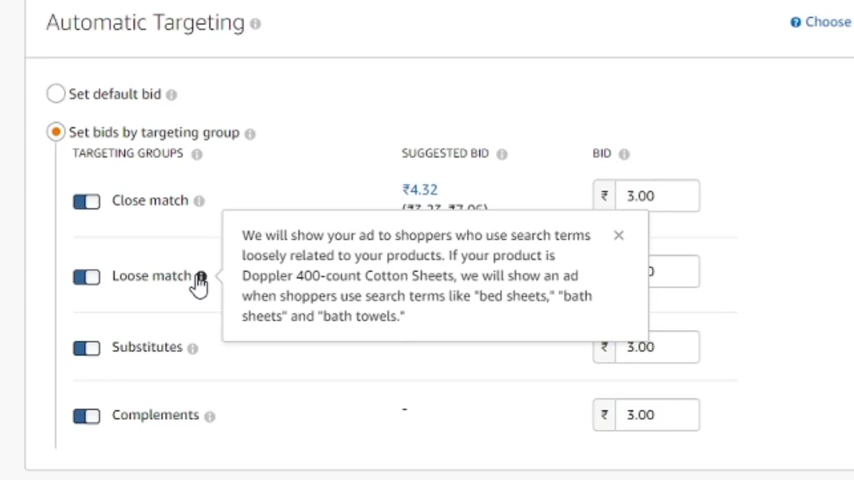 Automatic Targeting
Choose
Set default bid
Set bids by targeting group
TARGETING GROUPS SUGGESTED BID BID
₹4.32
Close match ₹ 3.00
We will show your ad to shoppers who use search terms
loosely related to your products. If your product is
Doppler 400-count Cotton Sheets, we will show an ad
when shoppers use search terms like "bed sheets," "bath
sheets" and "bath towels."
Loose match
Substitutes ₹ 3.00
Complements - ₹ 3.00